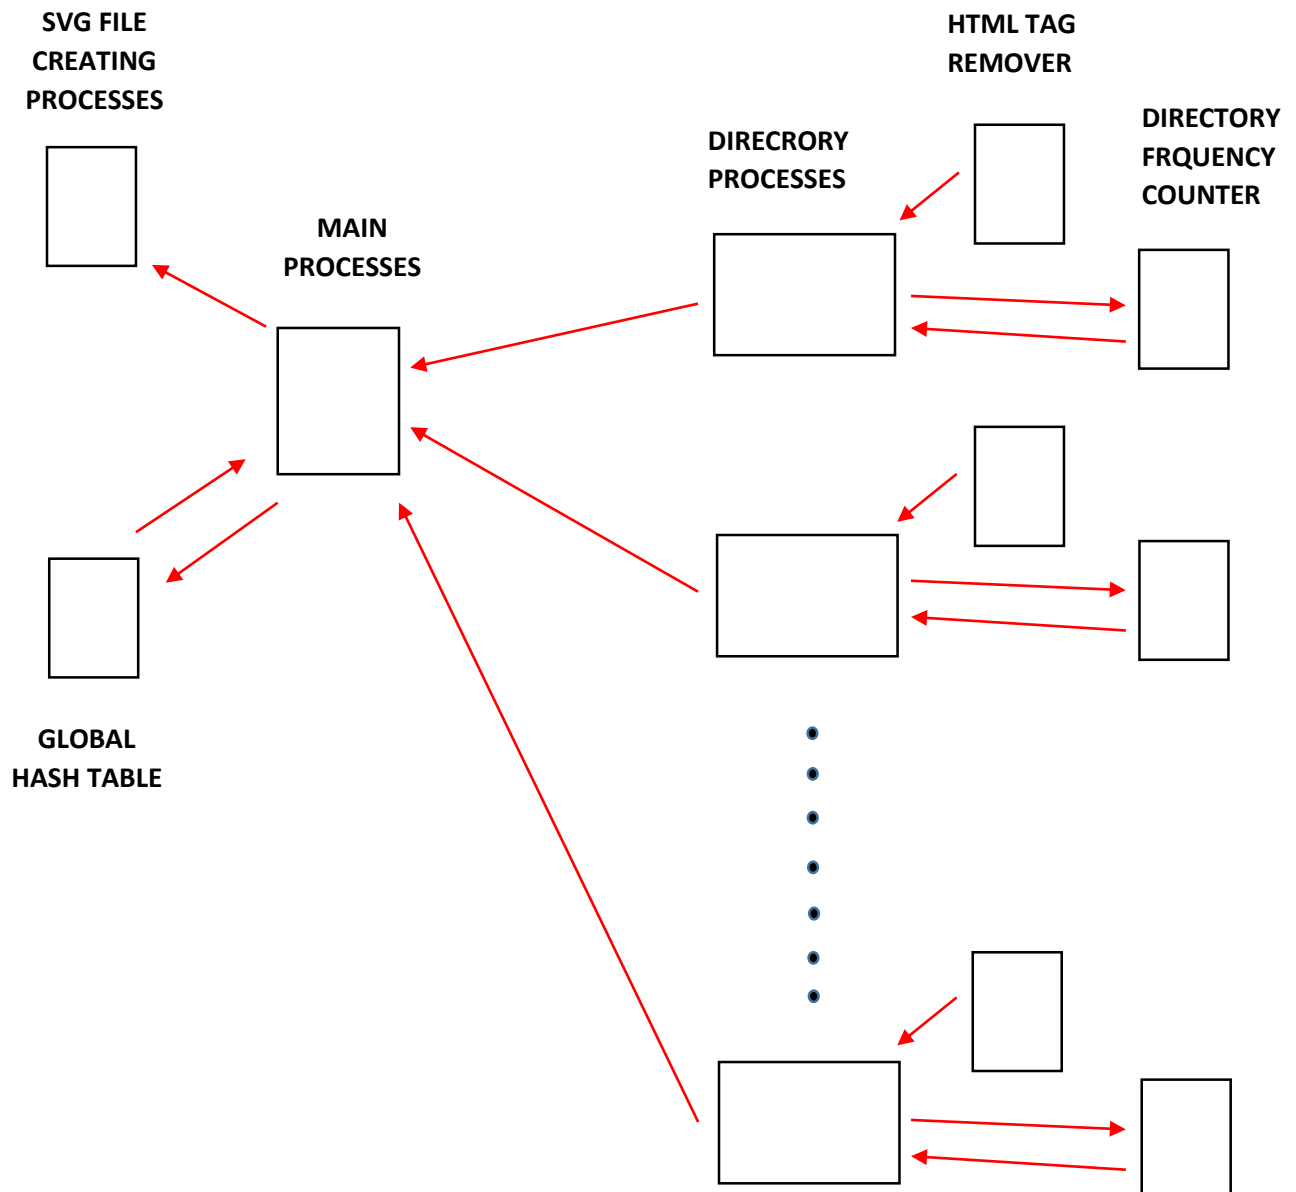 SVG FILE
CREATING
PROCESSES
HTML TAG
REMOVER
DIRECRORY
PROCESSES
DIRECTORY
FRQUENCY
COUNTER
MAIN
PROCESSES
GLOBAL
HASH TABLE